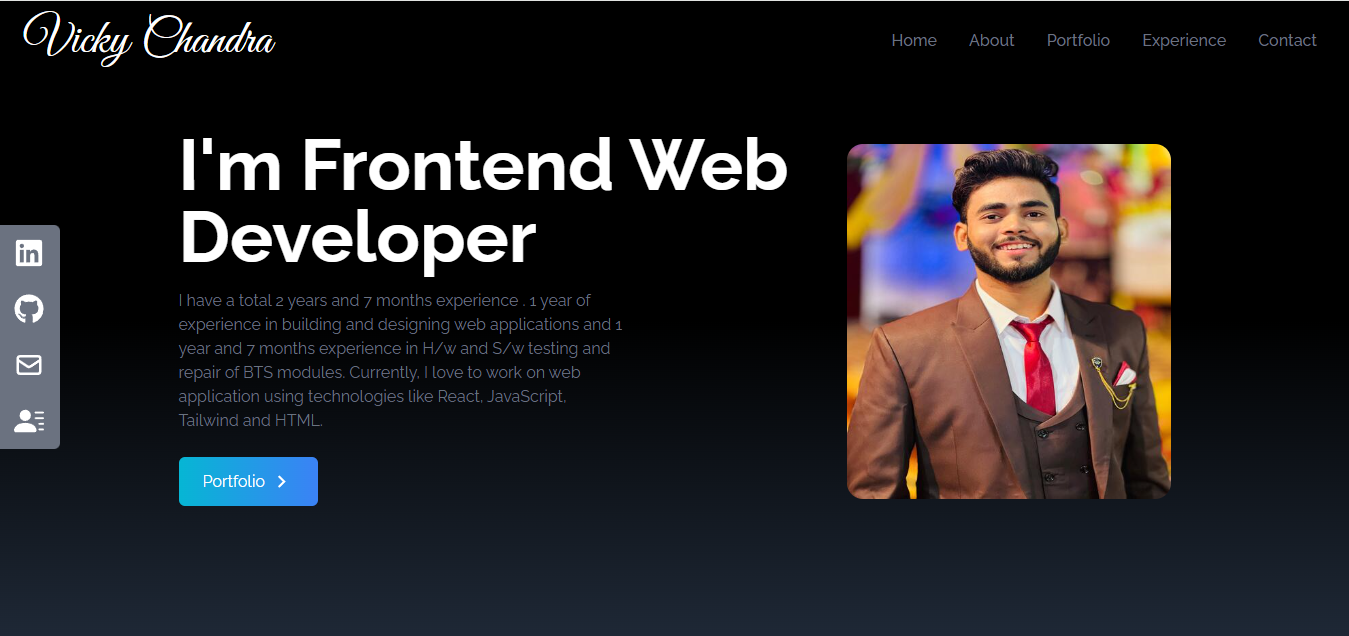 Vicky Chandra
Home About Portfolio Experience Contact
I'm Frontend Web
Developer
in
I have a total 2 years and 7 months experience . 1 year of
experience in building and designing web applications and 1
year and 7 months experience in H/w and S/w testing and
repair of BTS modules. Currently, I love to work on web
application using technologies like React, JavaScript,
Tailwind and HTML.
Portfolio